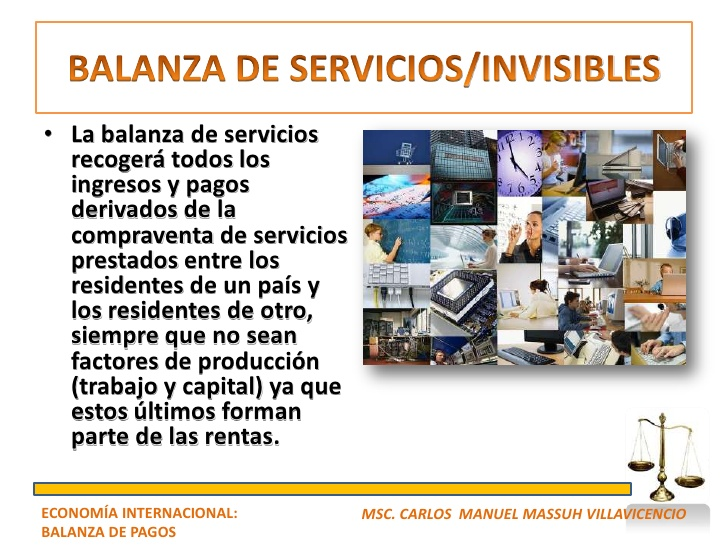 BALANZA DE SERVICIOS/INVISIBLES
• La balanza de servicios
recogerá todos los
ingresos y pagos
derivados de la
compraventa de servicios
prestados entre los
residentes de un país y
los residentes de otro,
siempre que no sean
factores de producción
(trabajo y capital) ya que
estos últimos forman
parte de las rentas.
ECONOMÍA INTERNACIONAL:
BALANZA DE PAGOS
MSC. CARLOS MANUEL MASSUH VILLAVICENCIO